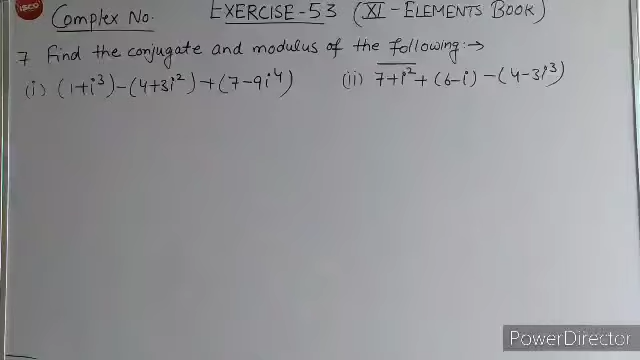 ISCO
COMPLEX NO. EXERCISE-53 (XI-ELEMENTS BOOK)
7 Find the conjugate and modulus of the following:→
(i) (1+i³)-(4+3i²)+(7-9i⁴) (ii) 7+i²+(6-i)-(4-3i³)
PowerDirector